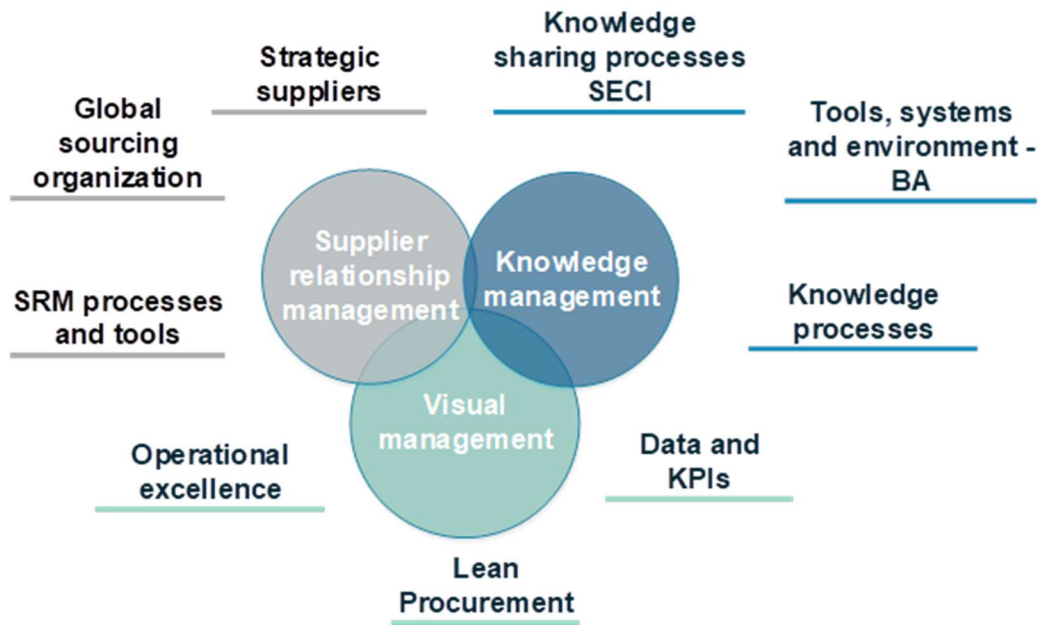 Strategic
suppliers
Knowledge
sharing processes
SECI
Global
sourcing
organization
Tools, systems
and environment -
BA
Supplier
relationship
management
Knowledge
management
SRM processes
and tools
Knowledge
processes
Visual
management
Operational
excellence
Data and
KPIs
Lean
Procurement